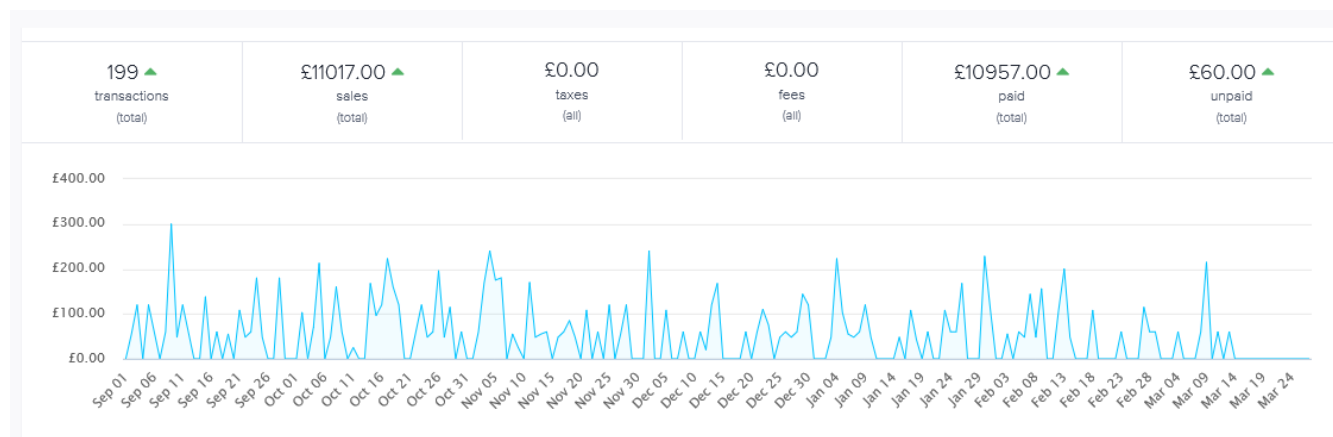 199
transactions
(total)
£11017.00
sales
(total)
£0.00
taxes
(all)
£0.00
fees
(all)
£10957.00
paid
(total)
£60.00
unpaid
(total)
£400.00
£300.00
£200.00
£100.00
£0.00
Sep 01
Sep 06
Sep 11
Sep 16
Sep 21
Sep 26
Oct 01
Oct 06
Oct 11
Oct 16
Oct 21
Oct 26
Oct 31
Nov 05
Nov 10
Nov 15
Nov 20
Nov 25
Nov 30
Dec 05
Dec 10
Dec 15
Dec 20
Dec 25
Dec 30
Jan 04
Jan 09
Jan 14
Jan 19
Jan 24
Jan 29
Feb 03
Feb 08
Feb 13
Feb 18
Feb 23
Feb 28
Mar 04
Mar 09
Mar 14
Mar 19
Mar 24